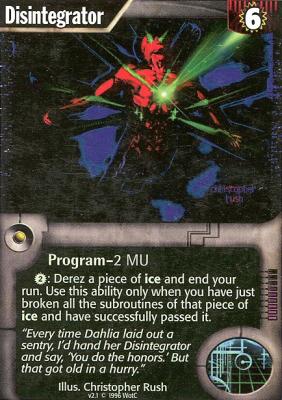 Disintegrator
6
christopher
rush
Program–2 MU
2: Derez a piece of ice and end your
run. Use this ability only when you have just
broken all the subroutines of that piece of
ice and have successfully passed it.
“Every time Dahlia laid out a
sentry, I’d hand her Disintegrator
and say, ‘You do the honors.’ But
that got old in a hurry.”
Illus. Christopher Rush
v2.1 © 1996 WotC